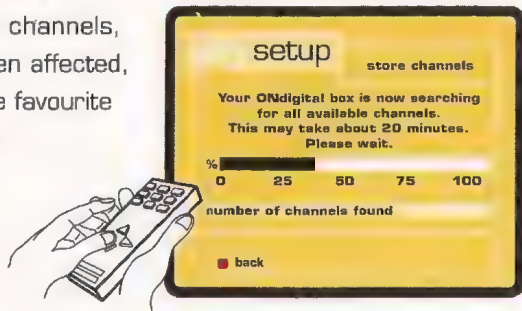 channels,
en affected,
e favourite
setup
store channels
Your ONdigital box is now searching
for all available channels.
This may take about 20 minutes.
Please wait.
%
0 25 50 75 100
number of channels found
back